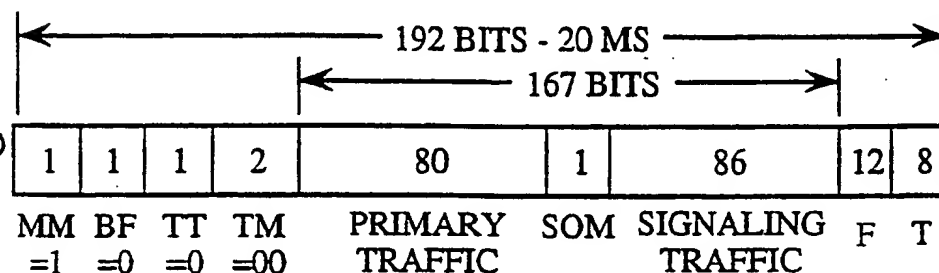 192 BITS - 20 MS
167 BITS
1 1 1 2 80 1 86 12 8
MM BF TT TM PRIMARY SOM SIGNALING F T
=1 =0 =0 =00 TRAFFIC TRAFFIC